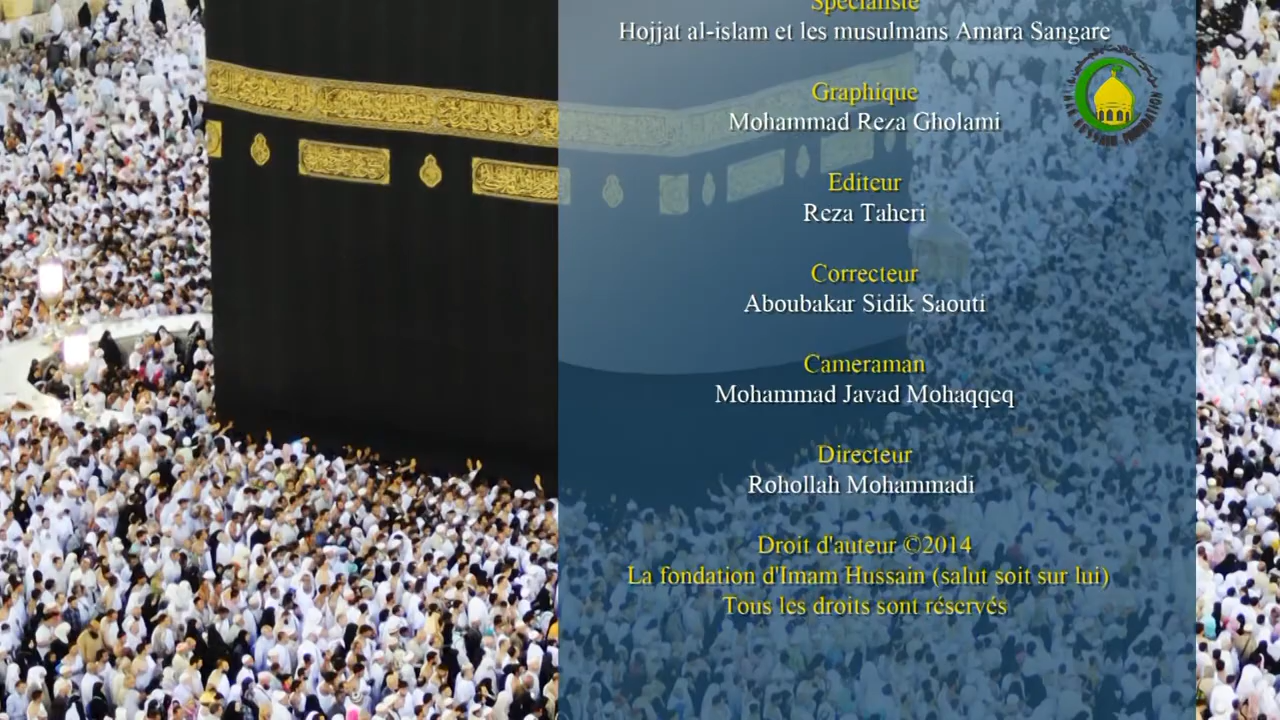 Spécialiste
Hojjat al-islam et les musulmans Amara Sangare
Graphique
Mohammad Reza Gholami
Editeur
Reza Taheri
Correcteur
Aboubakar Sidik Saouti
Cameraman
Mohammad Javad Mohaqqeq
Directeur
Rohollah Mohammadi
Droit d'auteur ©2014
La fondation d'Imam Hussain (salut soit sur lui)
Tous les droits sont réservés